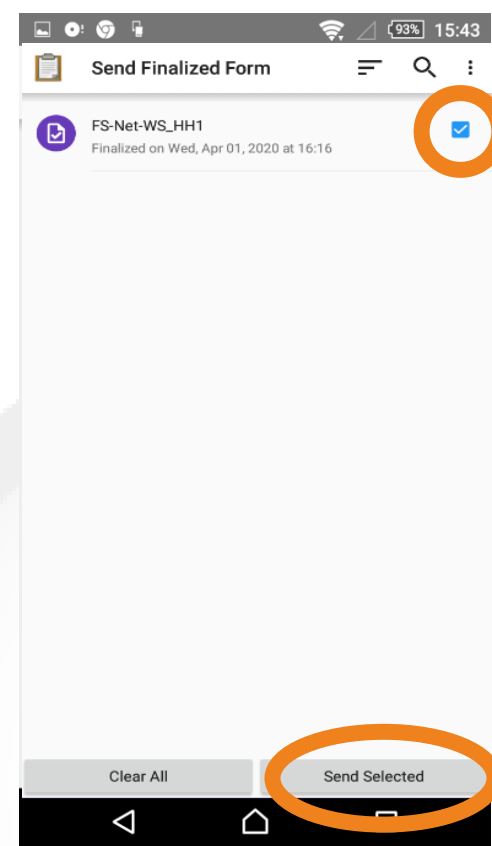 93% 15:43
Send Finalized Form
FS-Net-WS_HH1
Finalized on Wed, Apr 01, 2020 at 16:16
Clear All Send Selected